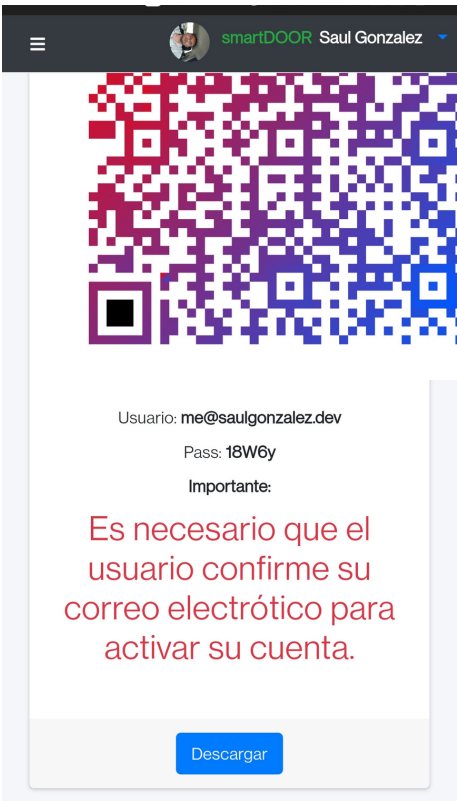 smartDOOR Saul Gonzalez
Usuario: me@saulgonzalez.dev
Pass: 18W6y
Importante:
Es necesario que el
usuario confirme su
correo electrótico para
activar su cuenta.
Descargar